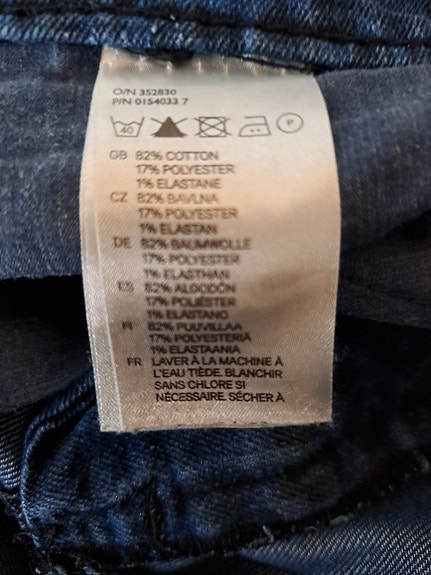 O/N 352830
P/N 0154033 7
40 P
GB 82% COTTON
17% POLYESTER
1% ELASTANE
CZ 82% BAVLNA
17% POLYESTER
1% ELASTAN
DE 82% BAUMWOLLE
17% POLYESTER
1% ELASTHAN
ES 82% ALGODÓN
17% POLIÉSTER
1% ELASTANO
FI 82% PUUVILLAA
17% POLYESTERIÄ
1% ELASTAANIA
FR LAVER À LA MACHINE À
L'EAU TIÈDE. BLANCHIR
SANS CHLORE SI
NÉCESSAIRE. SÉCHER À